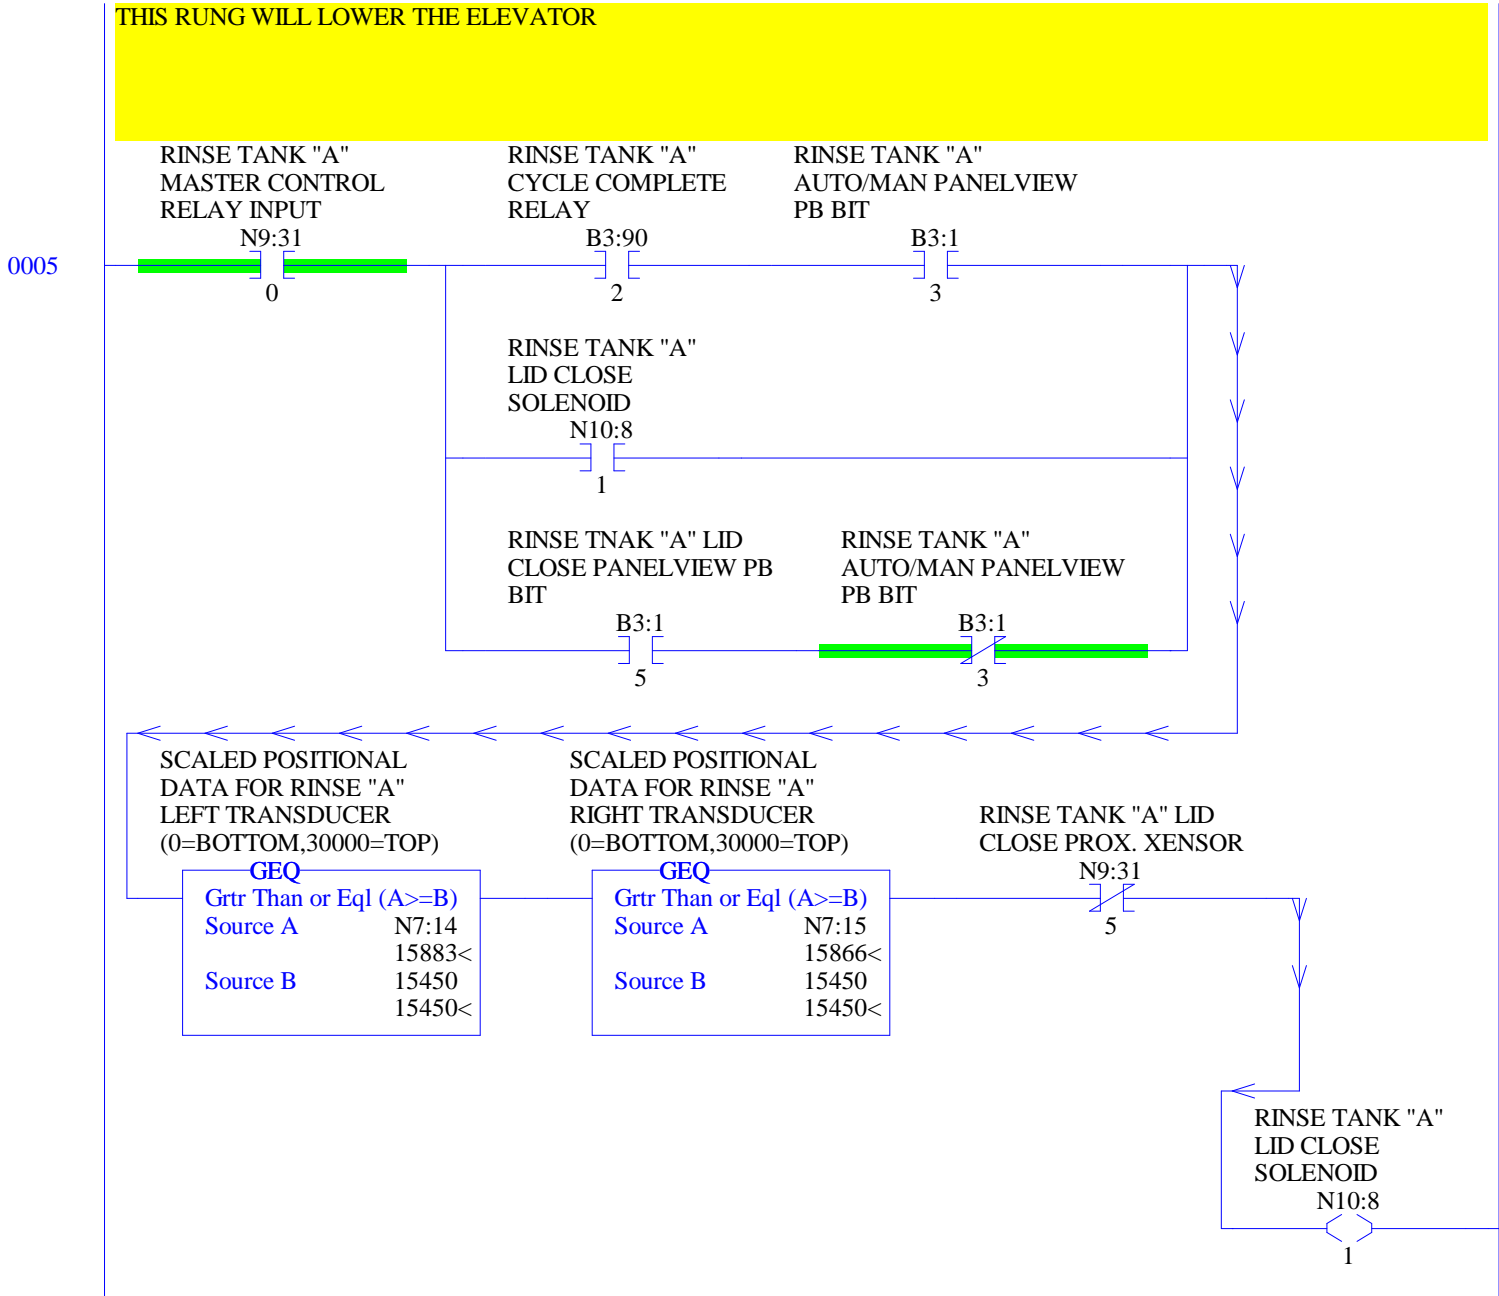 THIS RUNG WILL LOWER THE ELEVATOR
RINSE TANK "A"
MASTER CONTROL
RELAY INPUT
N9:31
0
RINSE TANK "A"
CYCLE COMPLETE
RELAY
B3:90
2
RINSE TANK "A"
AUTO/MAN PANELVIEW
PB BIT
B3:1
3
0005
RINSE TANK "A"
LID CLOSE
SOLENOID
N10:8
1
RINSE TNAK "A" LID
CLOSE PANELVIEW PB
BIT
B3:1
5
RINSE TANK "A"
AUTO/MAN PANELVIEW
PB BIT
B3:1
3
SCALED POSITIONAL
DATA FOR RINSE "A"
LEFT TRANSDUCER
(0=BOTTOM,30000=TOP)
GEQ
Grtr Than or Eql (A>=B)
Source A N7:14
15883<
Source B 15450
15450<
SCALED POSITIONAL
DATA FOR RINSE "A"
RIGHT TRANSDUCER
(0=BOTTOM,30000=TOP)
GEQ
Grtr Than or Eql (A>=B)
Source A N7:15
15866<
Source B 15450
15450<
RINSE TANK "A" LID
CLOSE PROX. XENSOR
N9:31
5
RINSE TANK "A"
LID CLOSE
SOLENOID
N10:8
1